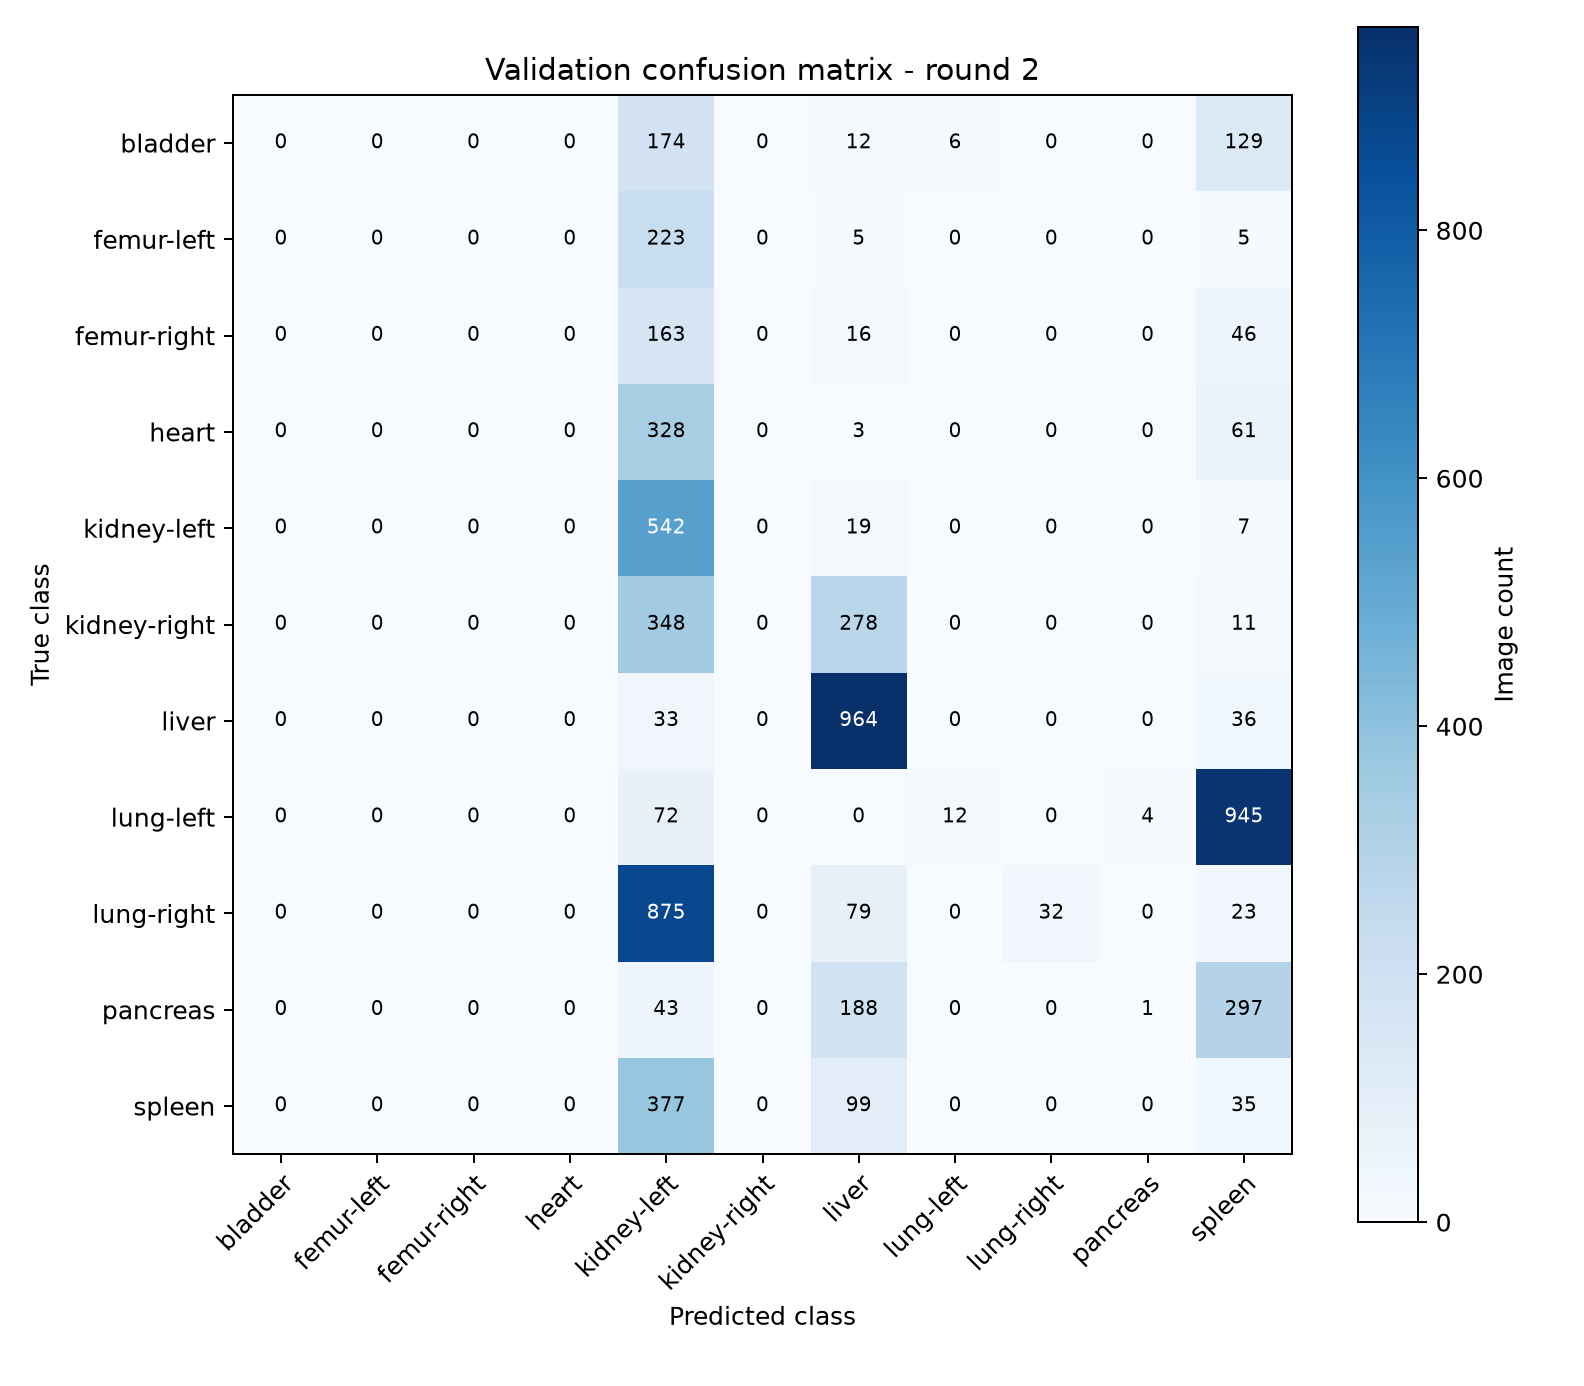 Validation confusion matrix - round 2
True class
bladder 0 0 0 0 174 0 12 6 0 0 129
femur-left 0 0 0 0 223 0 5 0 0 0 5
femur-right 0 0 0 0 163 0 16 0 0 0 46
heart 0 0 0 0 328 0 3 0 0 0 61
kidney-left 0 0 0 0 542 0 19 0 0 0 7
kidney-right 0 0 0 0 348 0 278 0 0 0 11
liver 0 0 0 0 33 0 964 0 0 0 36
lung-left 0 0 0 0 72 0 0 12 0 4 945
lung-right 0 0 0 0 875 0 79 0 32 0 23
pancreas 0 0 0 0 43 0 188 0 0 1 297
spleen 0 0 0 0 377 0 99 0 0 0 35
bladder femur-left femur-right heart kidney-left kidney-right liver lung-left lung-right pancreas spleen
Predicted class
800
600
400
200
0
Image count